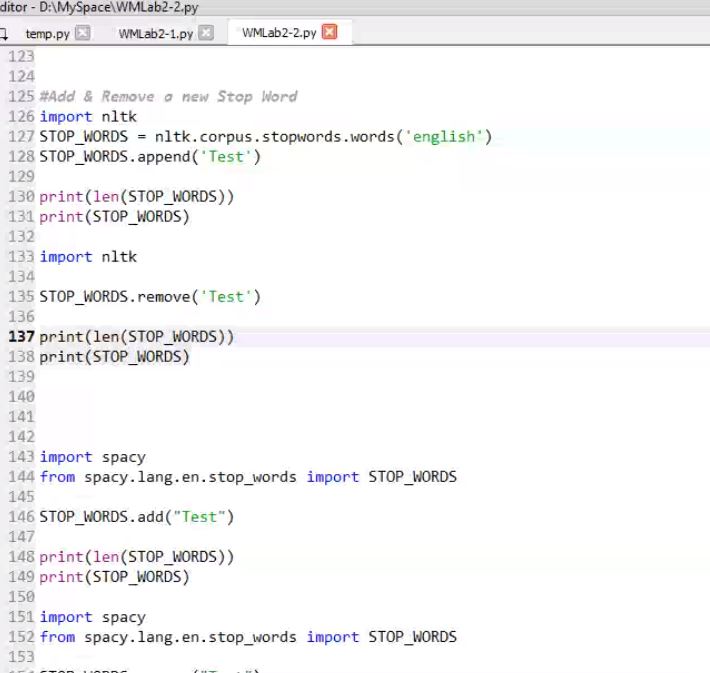 ditor - D:\MySpace\WMLab2-2.py
temp.py WMLab2-1.py WMLab2-2.py
123
124
125 #Add & Remove a new Stop Word
126 import nltk
127 STOP_WORDS = nltk.corpus.stopwords.words('english')
128 STOP_WORDS.append('Test')
129
130 print(len(STOP_WORDS))
131 print(STOP_WORDS)
132
133 import nltk
134
135 STOP_WORDS.remove('Test')
136
137 print(len(STOP_WORDS))
138 print(STOP_WORDS)
139
140
141
142
143 import spacy
144 from spacy.lang.en.stop_words import STOP_WORDS
145
146 STOP_WORDS.add("Test")
147
148 print(len(STOP_WORDS))
149 print(STOP_WORDS)
150
151 import spacy
152 from spacy.lang.en.stop_words import STOP_WORDS
153